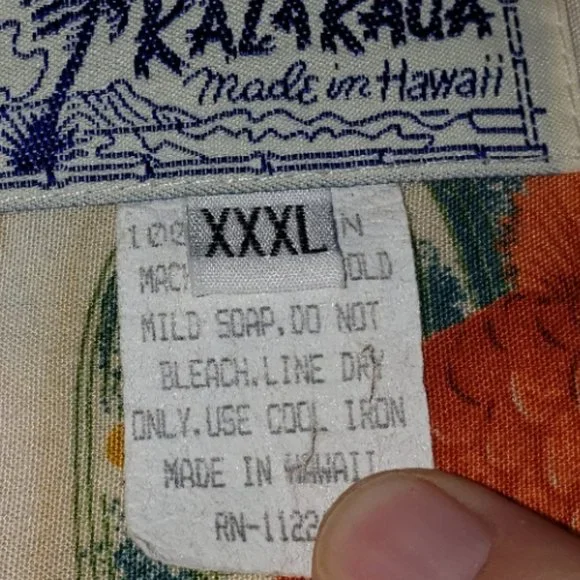 KALAKAUA
Made in Hawaii
XXXL
100 N
MILD SOAP. DO NOT
BLEACH. LINE DRY
ONLY. USE COOL IRON
MADE IN HAWAII